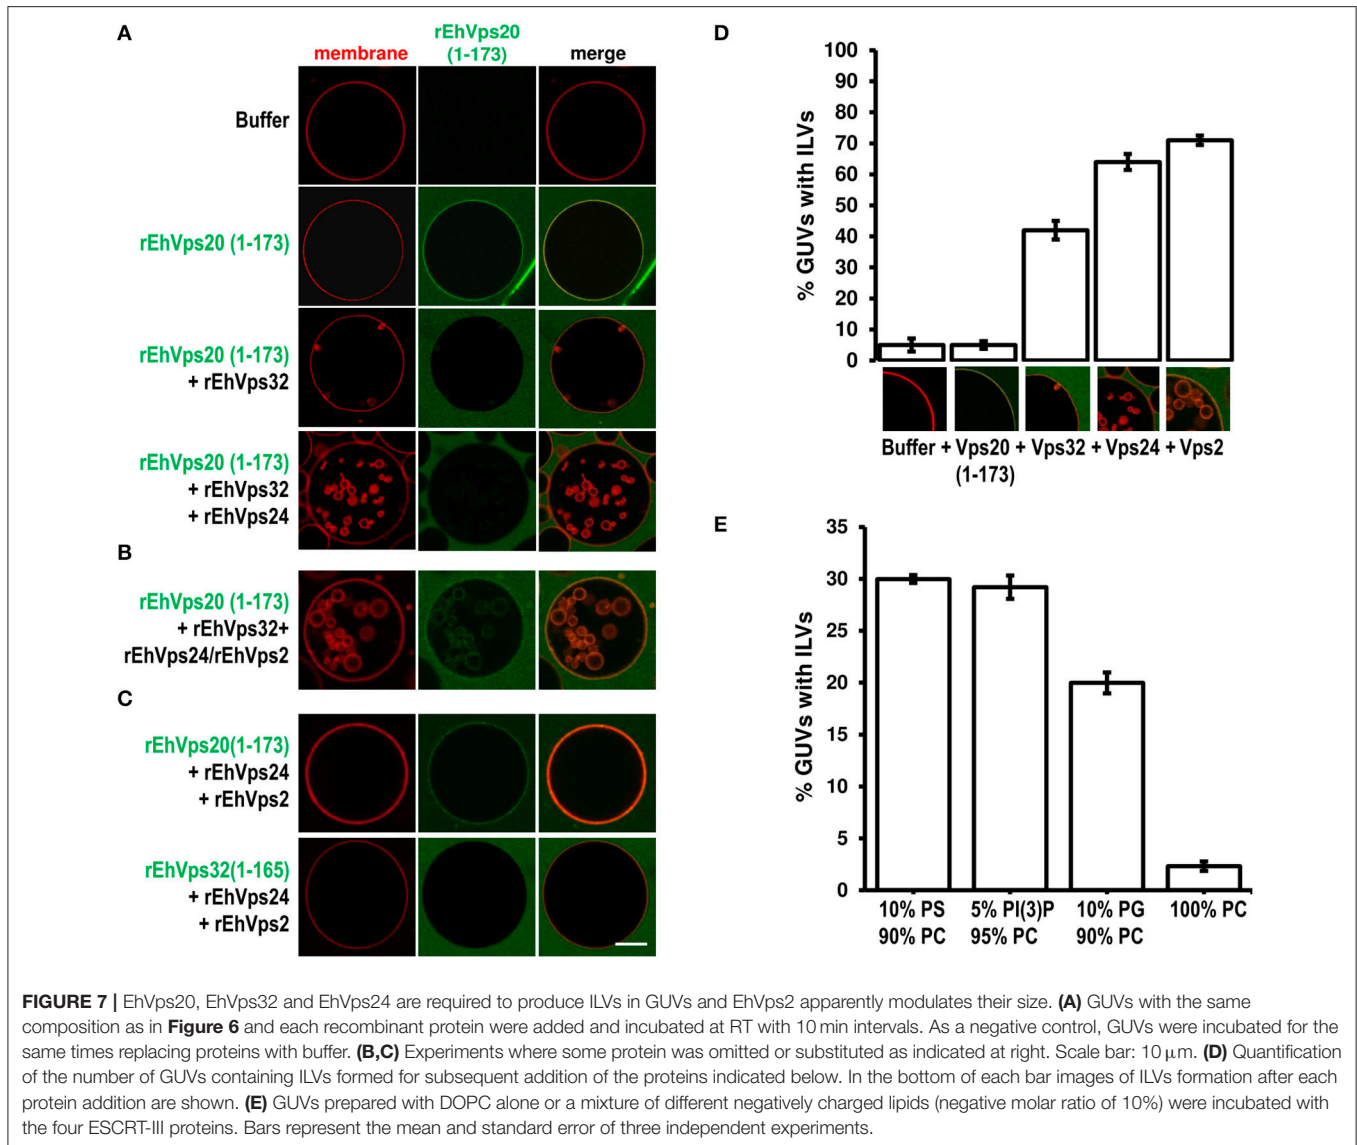 A
membrane
rEhVps20
(1-173)
merge
Buffer
rEhVps20 (1-173)
rEhVps20 (1-173)
+ rEhVps32
rEhVps20 (1-173)
+ rEhVps32
+ rEhVps24
B
rEhVps20 (1-173)
+ rEhVps32+
rEhVps24/rEhVps2
C
rEhVps20(1-173)
+ rEhVps24
+ rEhVps2
rEhVps32(1-165)
+ rEhVps24
+ rEhVps2
D
% GUVs with ILVs
100
90
80
70
60
50
40
30
20
10
0
Buffer + Vps20 + Vps32 + Vps24 + Vps2
(1-173)
E
% GUVs with ILVs
35
30
25
20
15
10
5
0
10% PS 5% PI(3)P 10% PG 100% PC
90% PC 95% PC 90% PC
FIGURE 7 | EhVps20, EhVps32 and EhVps24 are required to produce ILVs in GUVs and EhVps2 apparently modulates their size. (A) GUVs with the same
composition as in Figure 6 and each recombinant protein were added and incubated at RT with 10 min intervals. As a negative control, GUVs were incubated for the
same times replacing proteins with buffer. (B,C) Experiments where some protein was omitted or substituted as indicated at right. Scale bar: 10 μm. (D) Quantification
of the number of GUVs containing ILVs formed for subsequent addition of the proteins indicated below. In the bottom of each bar images of ILVs formation after each
protein addition are shown. (E) GUVs prepared with DOPC alone or a mixture of different negatively charged lipids (negative molar ratio of 10%) were incubated with
the four ESCRT-III proteins. Bars represent the mean and standard error of three independent experiments.